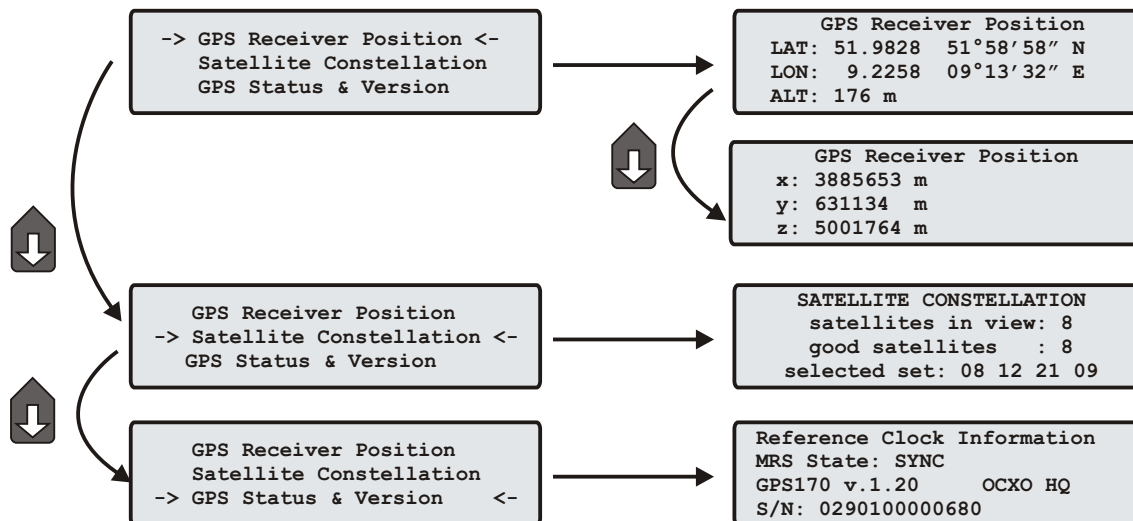 -> GPS Receiver Position <-
Satellite Constellation
GPS Status & Version
GPS Receiver Position
LAT: 51.9828 51°58′58″ N
LON: 9.2258 09°13′32″ E
ALT: 176 m
GPS Receiver Position
x: 3885653 m
y: 631134 m
z: 5001764 m
GPS Receiver Position
-> Satellite Constellation <-
GPS Status & Version
SATELLITE CONSTELLATION
satellites in view: 8
good satellites : 8
selected set: 08 12 21 09
GPS Receiver Position
Satellite Constellation
-> GPS Status & Version <-
Reference Clock Information
MRS State: SYNC
GPS170 v.1.20 OCXO HQ
S/N: 0290100000680